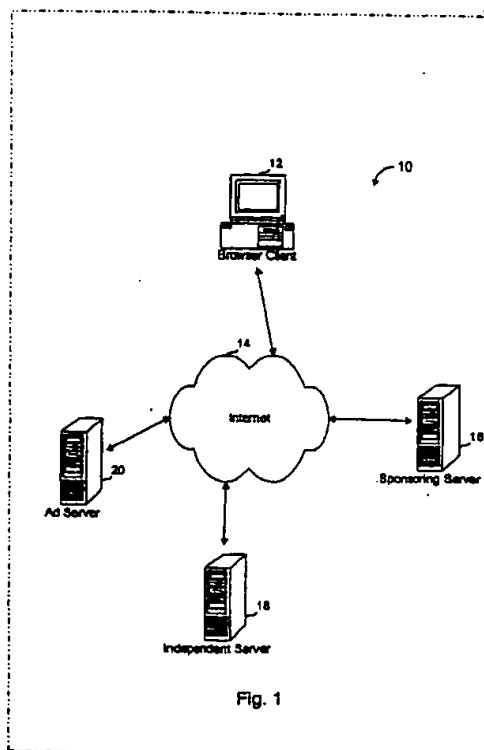 12
10
Browser Client
14
Internet
16
Sponsoring Server
20
Ad Server
18
Independent Server
Fig. 1